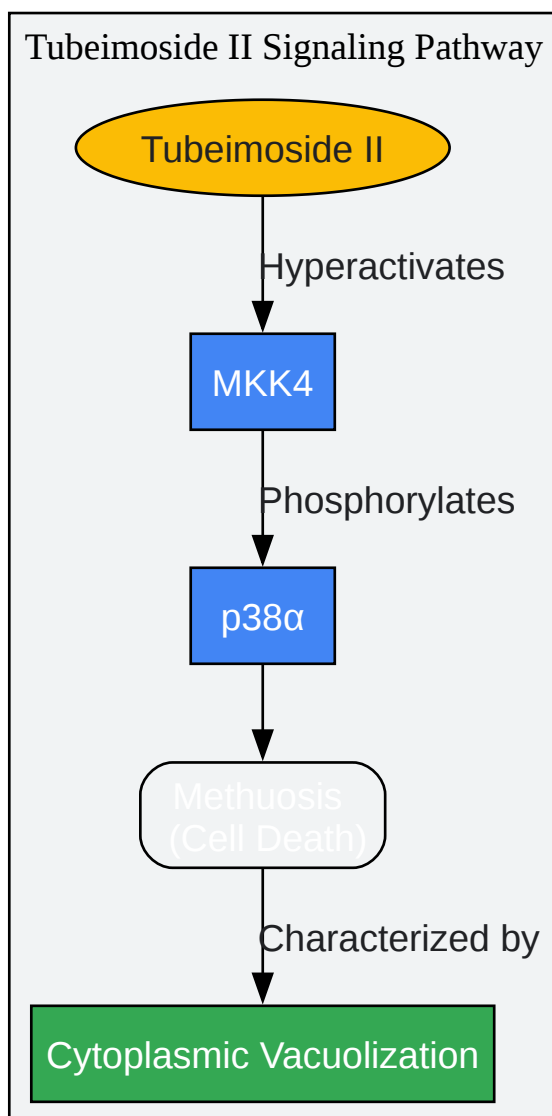 Tubeimoside II Signaling Pathway
Tubeimoside II
Hyperactivates
MKK4
Phosphorylates
p38α
Methuosis
(Cell Death)
Characterized by
Cytoplasmic Vacuolization